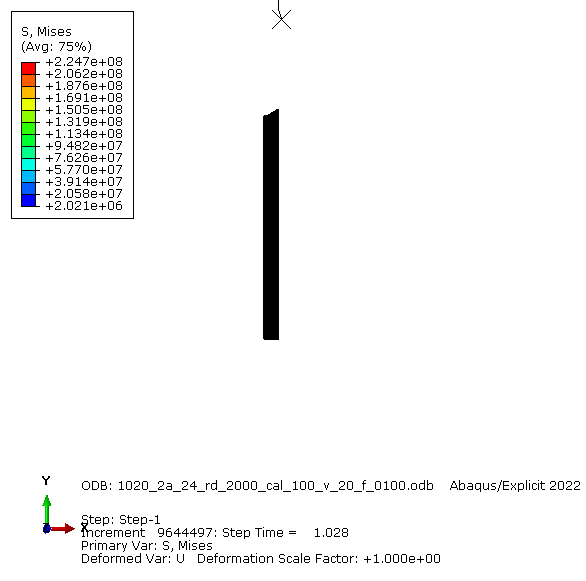 S, Mises
(Avg: 75%)
+2.247e+08
+2.062e+08
+1.876e+08
+1.691e+08
+1.505e+08
+1.319e+08
+1.134e+08
+9.482e+07
+7.626e+07
+5.770e+07
+3.914e+07
+2.058e+07
+2.021e+06
Y
X
ODB: 1020_2a_24_rd_2000_cal_100_v_20_f_0100.odb Abaqus/Explicit 2022
Step: Step-1
Increment 9644497: Step Time = 1.028
Primary Var: S, Mises
Deformed Var: U Deformation Scale Factor: +1.000e+00